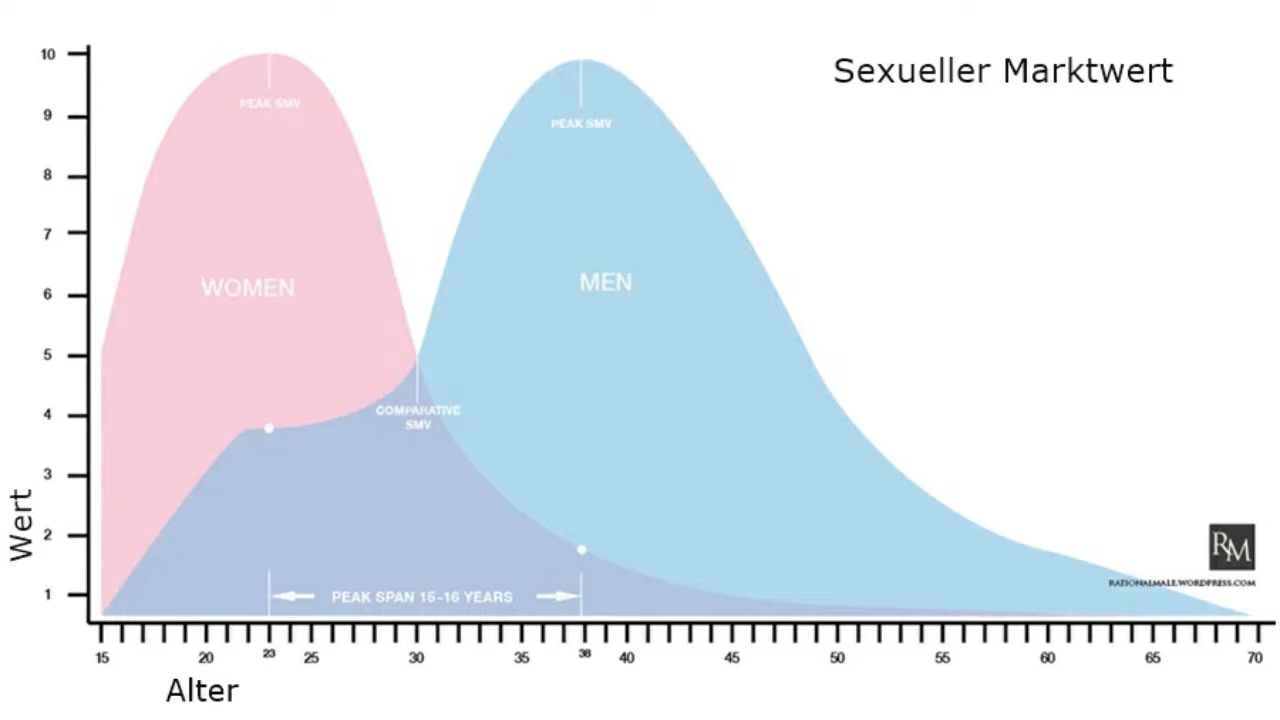 Sexueller Marktwert
10
9
8
7
6
5
4
3
2
1
Wert
PEAK SMV
PEAK SMV
WOMEN
MEN
COMPARATIVE
SMV
PEAK SPAN 15-16 YEARS
RM
RATIONALMALE.WORDPRESS.COM
15 20 23 25 30 35 38 40 45 50 55 60 65 70
Alter